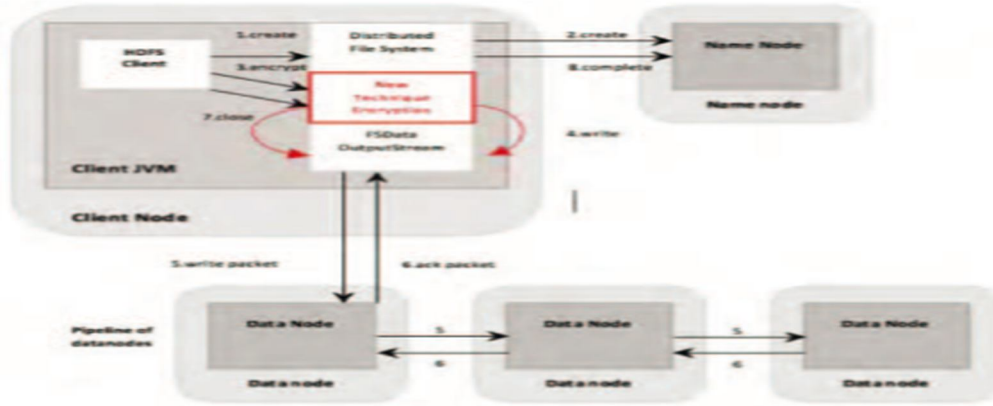 HDFS
Client
1.create
Distributed
File System
2.create
Name Node
3.encrypt
8.complete
New
Technique
Encryption
Name node
7.close
4.write
FSData
OutputStream
Client JVM
Client Node
5.write packet
6.ack packet
Pipeline of
datanodes
Data Node
5
6
Data Node
5
6
Data Node
Datanode
Datanode
Datanode